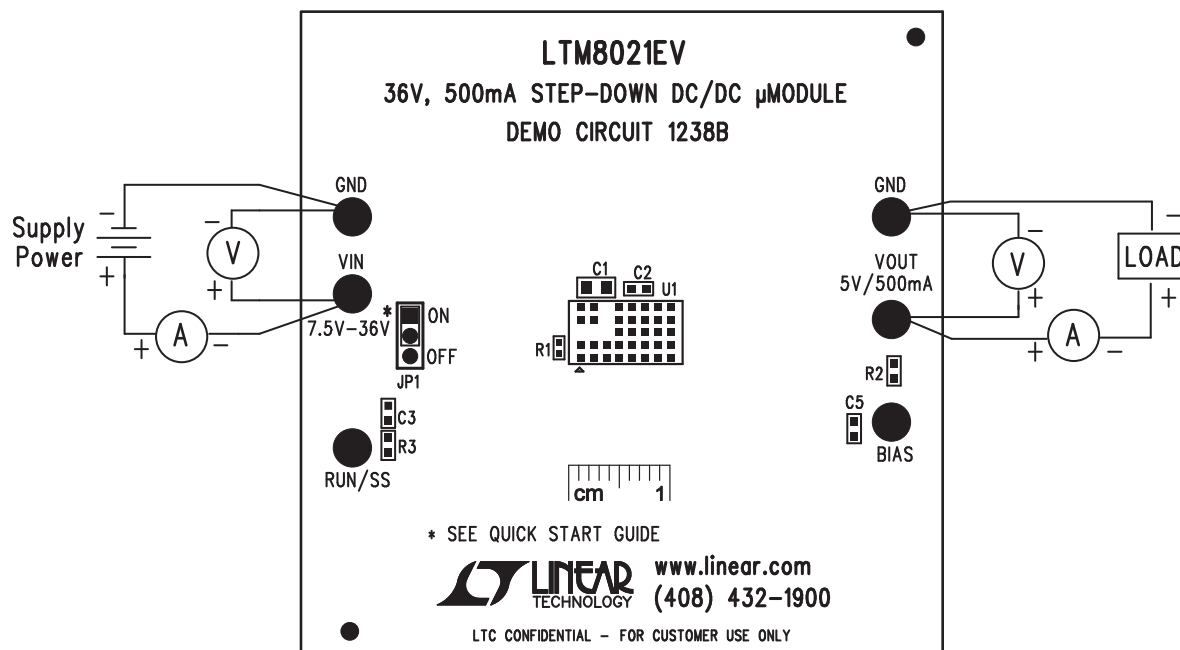 LTM8021EV
36V, 500mA STEP-DOWN DC/DC µMODULE
DEMO CIRCUIT 1238B
GND
GND
-
-
-
-
Supply
Power
V
VIN
VOUT
5V/500mA
V
LOAD
+
+
+
+
C1
C2
U1
*
ON
7.5V-36V
+
A
-
+
A
-
OFF
R1
JP1
R2
C3
C5
R3
RUN/SS
BIAS
cm 1
* SEE QUICK START GUIDE
LINEAR
TECHNOLOGY
www.linear.com
(408) 432-1900
LTC CONFIDENTIAL - FOR CUSTOMER USE ONLY